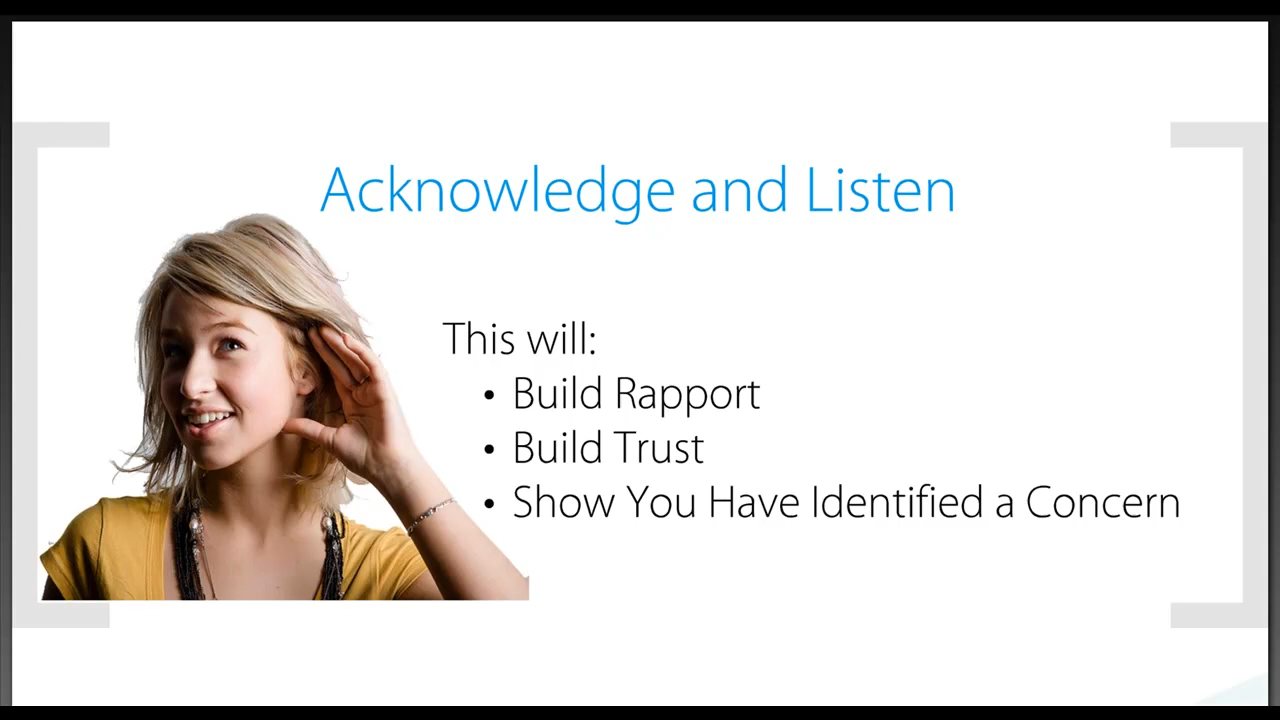 Acknowledge and Listen
This will:
• Build Rapport
• Build Trust
• Show You Have Identified a Concern